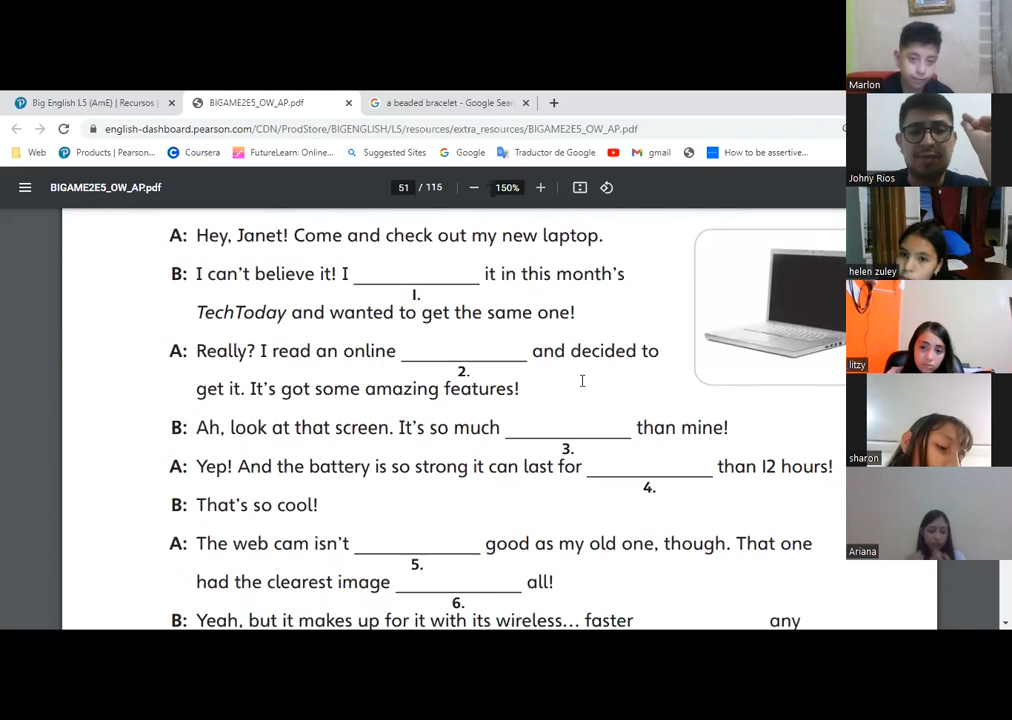 Big English L5 (AmE) | Recursos
BIGAME2E5_OW_AP.pdf
a beaded bracelet - Google Sear
english-dashboard.pearson.com/CDN/ProdStore/BIGENGLISH/L5/resources/extra_resources/BIGAME2E5_OW_AP.pdf
Web
Products | Pearson...
Coursera
FutureLearn: Online...
Suggested Sites
Google
Traductor de Google
gmail
How to be assertive...
BIGAME2E5_OW_AP.pdf
51 / 115
150%
A: Hey, Janet! Come and check out my new laptop.
B: I can't believe it! I ____________ it in this month's
1.
TechToday and wanted to get the same one!
A: Really? I read an online ____________ and decided to
2.
get it. It's got some amazing features!
B: Ah, look at that screen. It's so much ____________ than mine!
3.
A: Yep! And the battery is so strong it can last for ____________ than 12 hours!
4.
B: That's so cool!
A: The web cam isn't ____________ good as my old one, though. That one
5.
had the clearest image ____________ all!
6.
B: Yeah, but it makes up for it with its wireless... faster any
Marlon
Johny Rios
helen zuley
litzy
sharon
Ariana